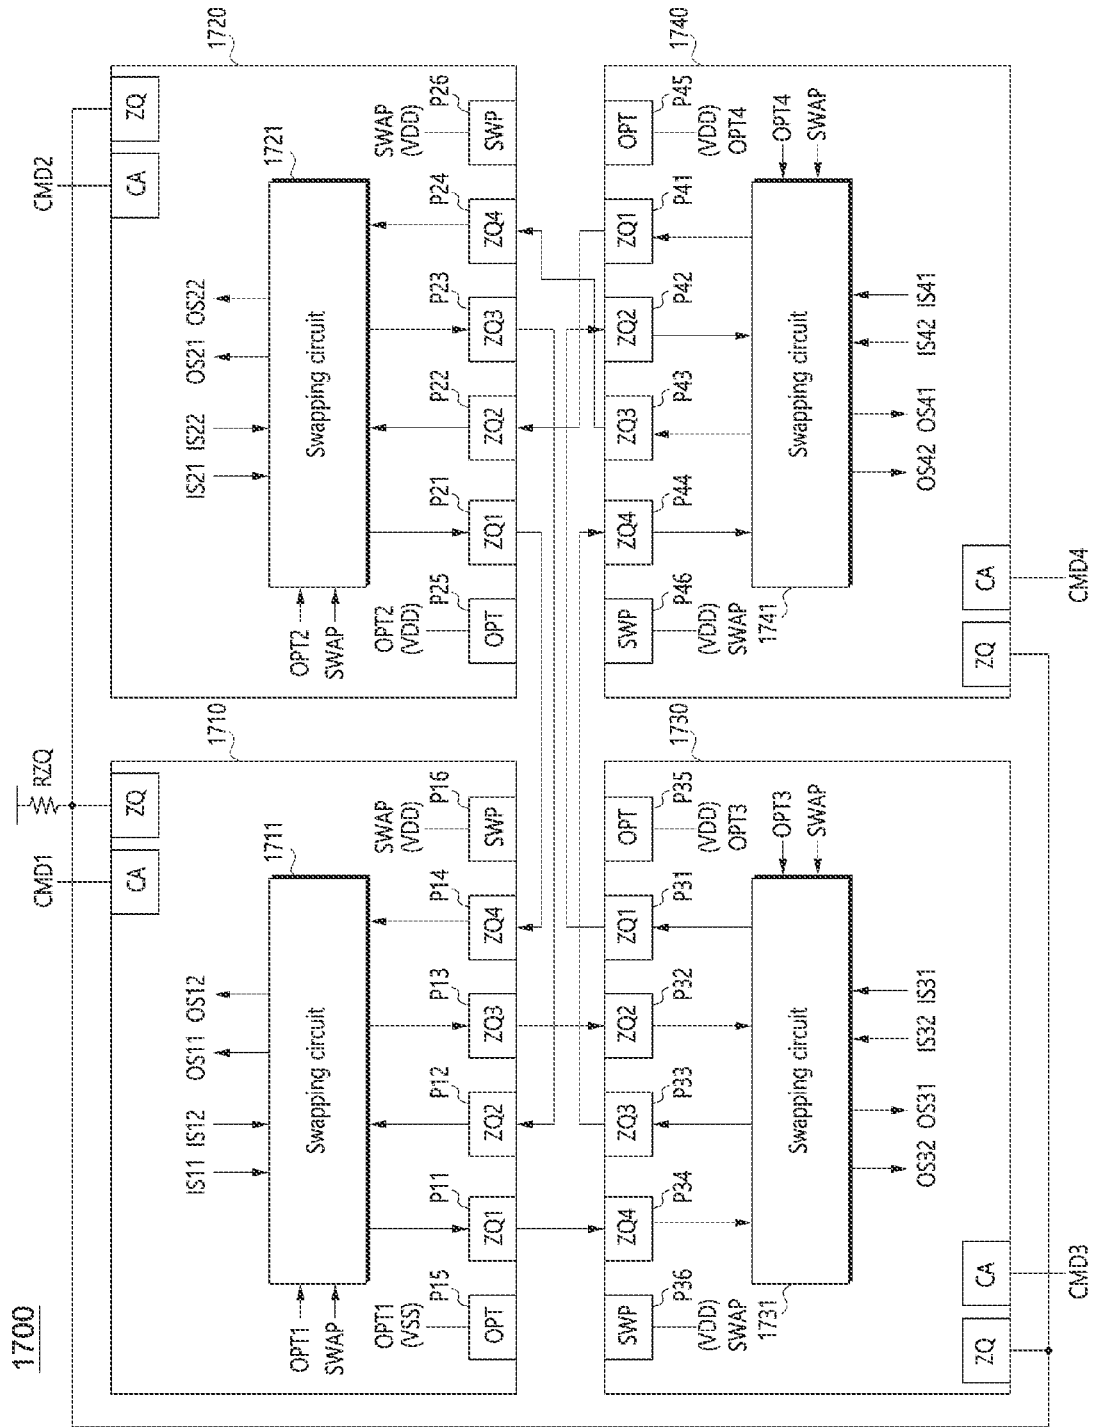 1700
RZQ
CMD1
CA
ZQ
1710
IS11 IS12 OS11 OS12
1711
OPT1
SWAP
Swapping circuit
OPT1
(VSS)
P15
P11
P12
P13
P14
SWAP
(VDD)
P16
OPT
ZQ1
ZQ2
ZQ3
ZQ4
SWP
CMD2
CA
ZQ
1720
IS21 IS22 OS21 OS22
1721
OPT2
SWAP
Swapping circuit
OPT2
(VDD)
P25
P21
P22
P23
P24
SWAP
(VDD)
P26
OPT
ZQ1
ZQ2
ZQ3
ZQ4
SWP
1730
P36
P34
P33
P32
P31
P35
SWP
ZQ4
ZQ3
ZQ2
ZQ1
OPT
(VDD)
SWAP
(VDD)
OPT3
1731
Swapping circuit
OPT3
SWAP
OS32 OS31 IS32 IS31
ZQ
CA
CMD3
1740
P46
P44
P43
P42
P41
P45
SWP
ZQ4
ZQ3
ZQ2
ZQ1
OPT
(VDD)
SWAP
(VDD)
OPT4
1741
Swapping circuit
OPT4
SWAP
OS42 OS41 IS42 IS41
ZQ
CA
CMD4